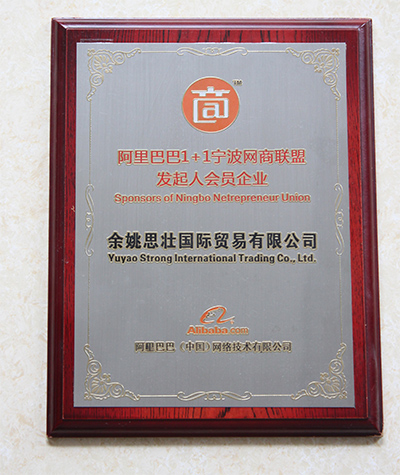 TM
阿里巴巴1+1宁波网商联盟
发起人会员企业
Sponsors of Ningbo Netrepreneur Union
余姚思壮国际贸易有限公司
Yuyao Strong International Trading Co., Ltd.
Alibaba.com
阿里巴巴（中国）网络技术有限公司